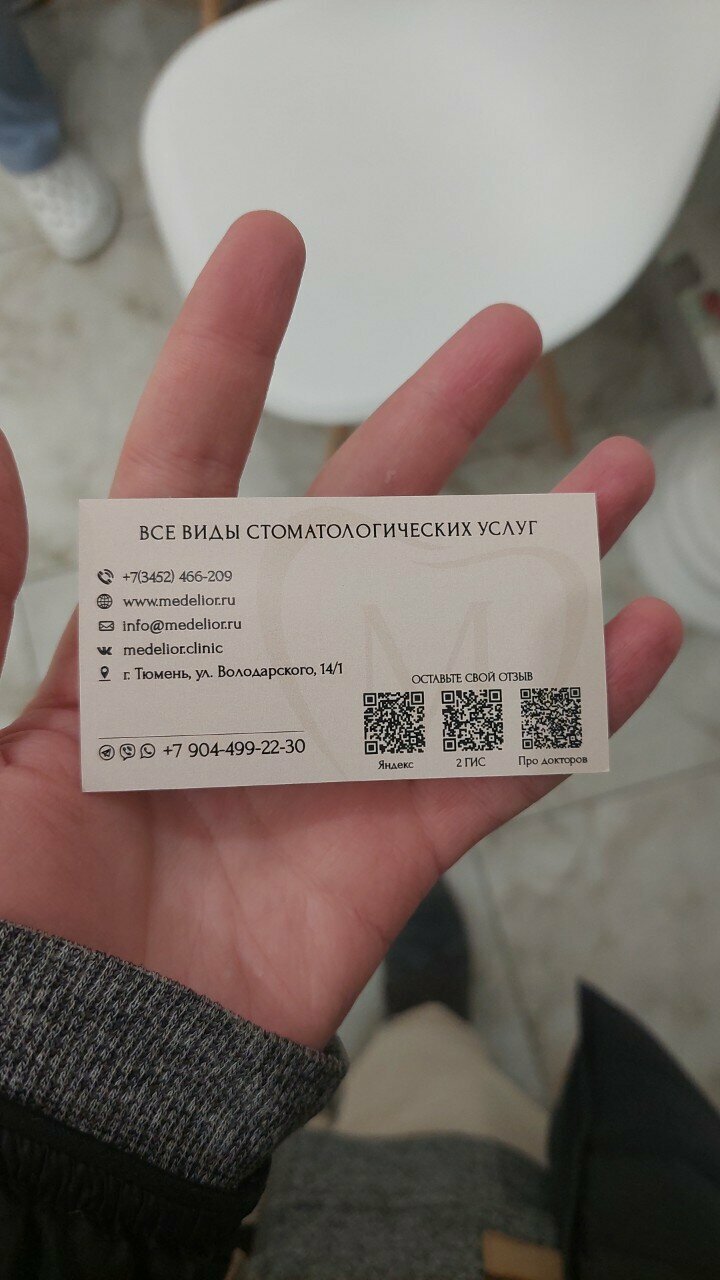 ВСЕ ВИДЫ СТОМАТОЛОГИЧЕСКИХ УСЛУГ
+7(3452) 466-209
www.medelior.ru
info@medelior.ru
medelior.clinic
г. Тюмень, ул. Володарского, 14/1
+7 904-499-22-30
ОСТАВЬТЕ СВОЙ ОТЗЫВ
Яндекс
2 ГИС
Про докторов
M